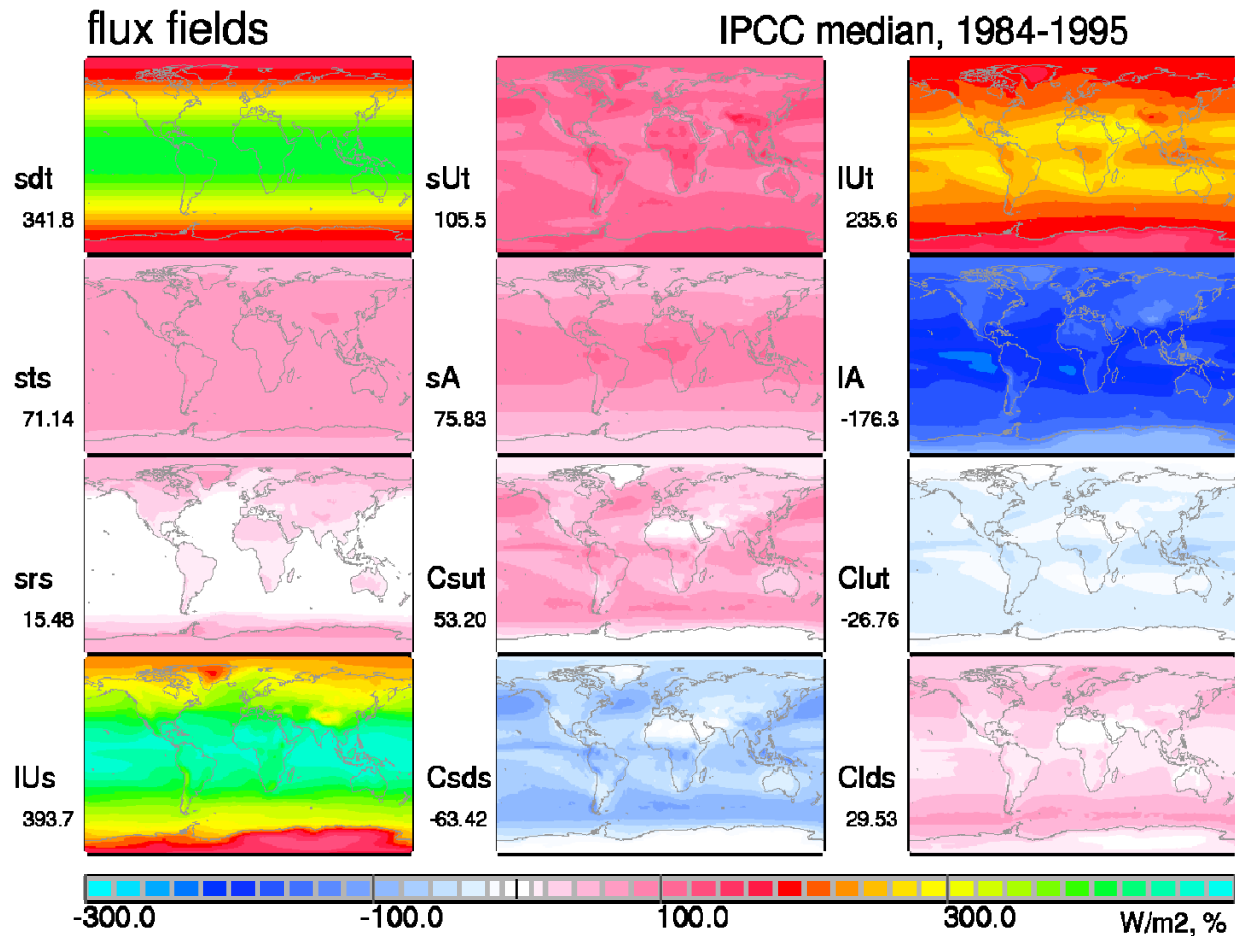 flux fields
IPCC median, 1984-1995
sdt
341.8
sUt
105.5
lUt
235.6
sts
71.14
sA
75.83
lA
-176.3
srs
15.48
Csut
53.20
Clut
-26.76
lUs
393.7
Csds
-63.42
Clds
29.53
-300.0 -100.0 100.0 300.0 W/m2, %